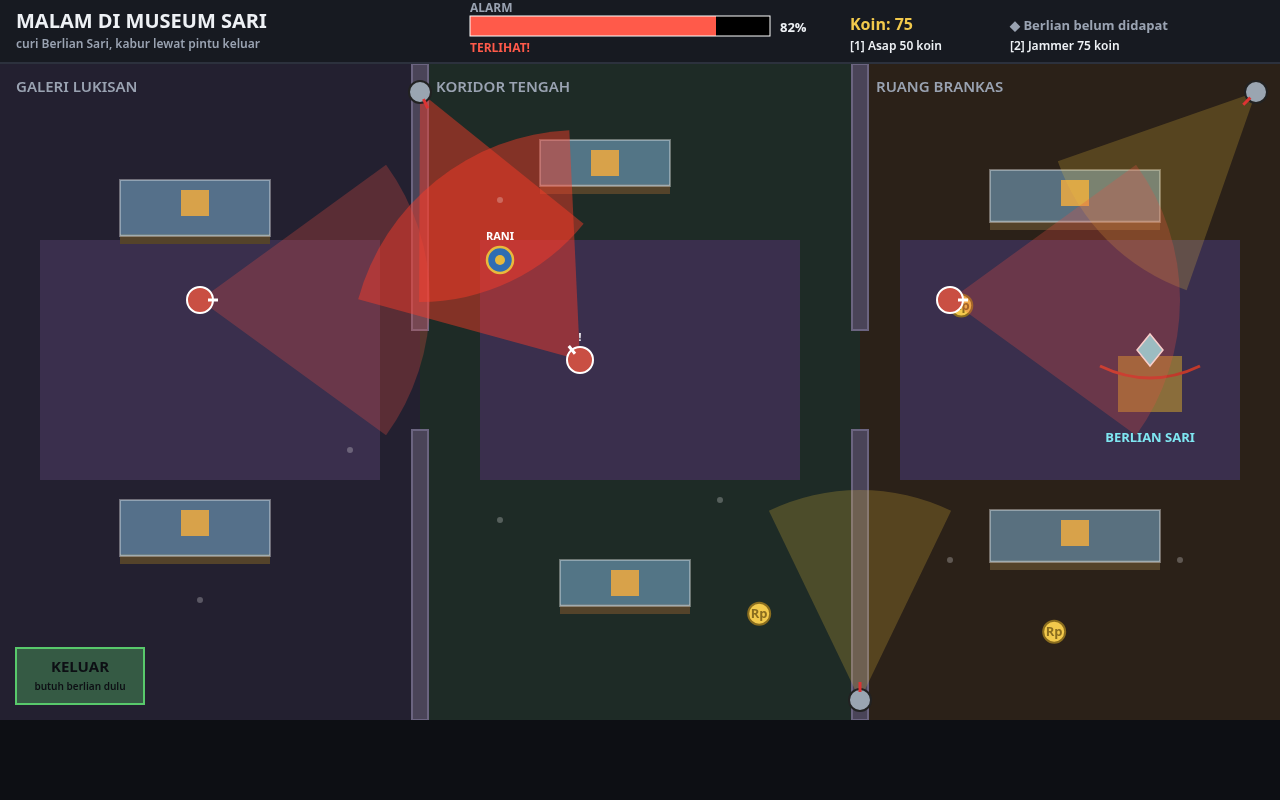 MALAM DI MUSEUM SARI
curi Berlian Sari, kabur lewat pintu keluar
ALARM
82%
TERLIHAT!
Koin: 75
[1] Asap 50 koin
◆ Berlian belum didapat
[2] Jammer 75 koin
GALERI LUKISAN
KORIDOR TENGAH
RUANG BRANKAS
RANI
!
BERLIAN SARI
Rp
Rp
KELUAR
butuh berlian dulu